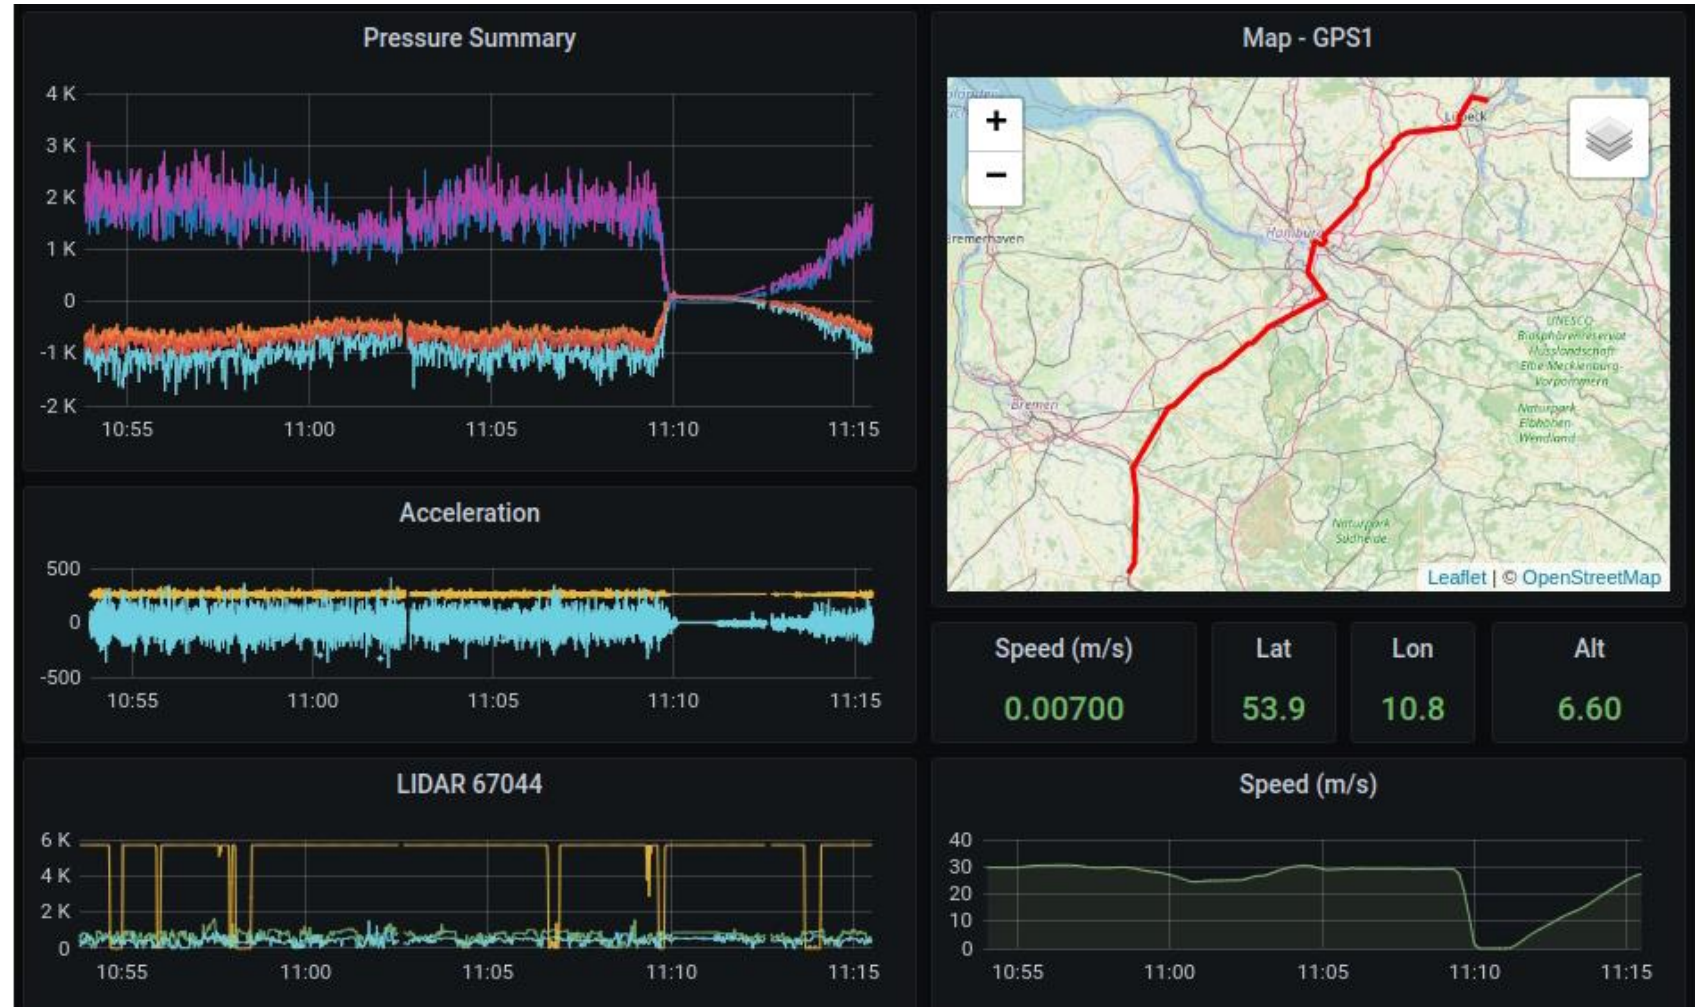 Pressure Summary
4 K
3 K
2 K
1 K
0
-1 K
-2 K
10:55 11:00 11:05 11:10 11:15
Acceleration
500
0
-500
10:55 11:00 11:05 11:10 11:15
LIDAR 67044
6 K
4 K
2 K
0
10:55 11:00 11:05 11:10 11:15
Map - GPS1
+
−
Lübeck
Hamburg
Bremerhaven
Bremen
UNESCO
Biosphärenreservat
Flusslandschaft
Elbe Mecklenburg-
Vorpommern
Naturpark
Elbhöhen
Wendland
Naturpark
Südheide
Leaflet | © OpenStreetMap
Speed (m/s) Lat Lon Alt
0.00700 53.9 10.8 6.60
Speed (m/s)
40
30
20
10
0
10:55 11:00 11:05 11:10 11:15